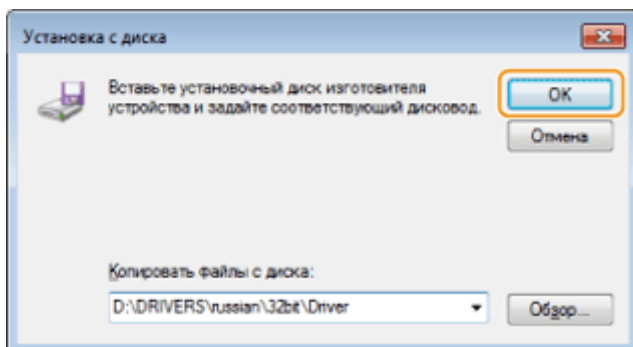 Установка с диска
Вставьте установочный диск изготовителя
устройства и задайте соответствующий дисковод.
OK
Отмена
Копировать файлы с диска:
D:\DRIVERS\russian\32bit\Driver
Обзор...